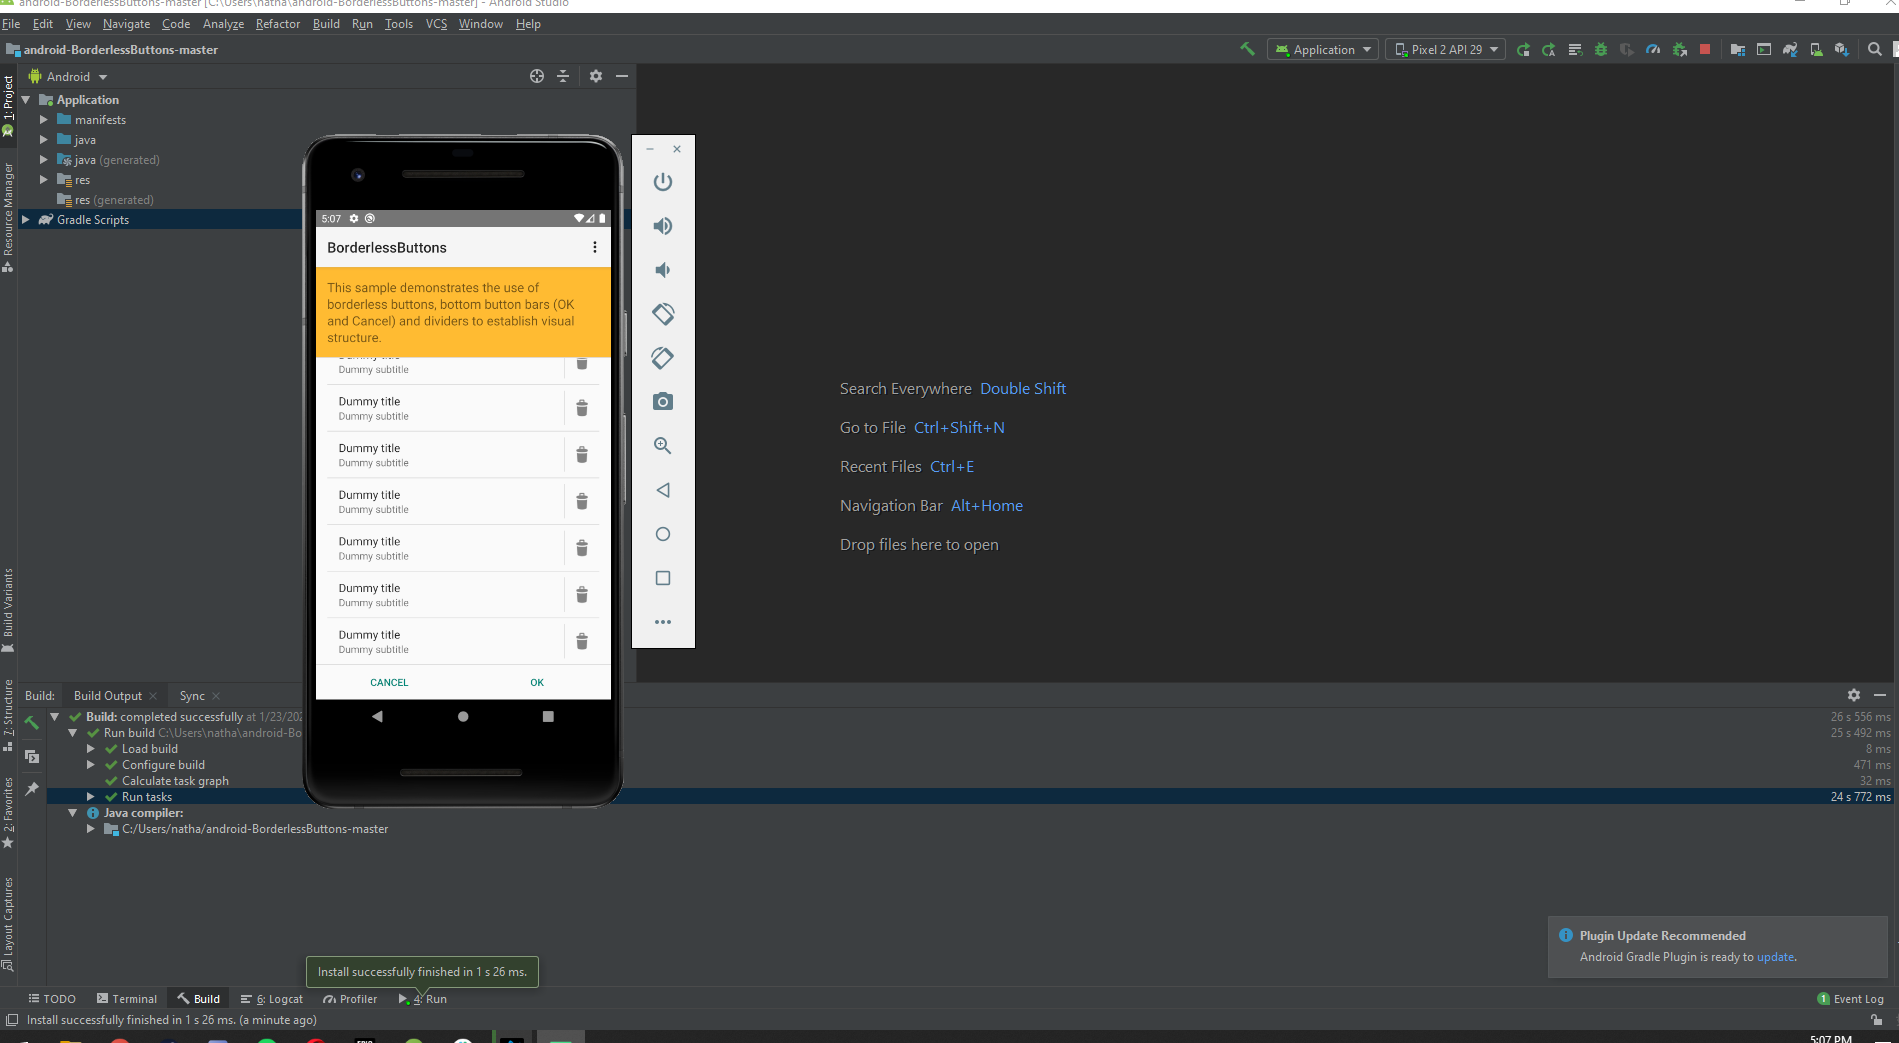 android-BorderlessButtons-master [C:\Users\natha\android-BorderlessButtons-master] - Android Studio
File Edit View Navigate Code Analyze Refactor Build Run Tools VCS Window Help
android-BorderlessButtons-master
Application
Pixel 2 API 29
Android
1: Project
Resource Manager
Build Variants
7: Structure
2: Favorites
Layout Captures
Application
manifests
java
java (generated)
res
res (generated)
Gradle Scripts
5:07
BorderlessButtons
This sample demonstrates the use of
borderless buttons, bottom button bars (OK
and Cancel) and dividers to establish visual
structure.
Dummy title
Dummy subtitle
Dummy title
Dummy subtitle
Dummy title
Dummy subtitle
Dummy title
Dummy subtitle
Dummy title
Dummy subtitle
Dummy title
Dummy subtitle
Dummy title
Dummy subtitle
CANCEL OK
Search Everywhere Double Shift
Go to File Ctrl+Shift+N
Recent Files Ctrl+E
Navigation Bar Alt+Home
Drop files here to open
Build: Build Output Sync
Build: completed successfully at 1/23/202 26 s 556 ms
Run build C:\Users\natha\android-Bo 25 s 492 ms
Load build 8 ms
Configure build 471 ms
Calculate task graph 32 ms
Run tasks 24 s 772 ms
Java compiler:
C:/Users/natha/android-BorderlessButtons-master
Plugin Update Recommended
Android Gradle Plugin is ready to update.
Install successfully finished in 1 s 26 ms.
TODO Terminal Build 6: Logcat Profiler 4: Run 1 Event Log
Install successfully finished in 1 s 26 ms. (a minute ago)
5:07 PM